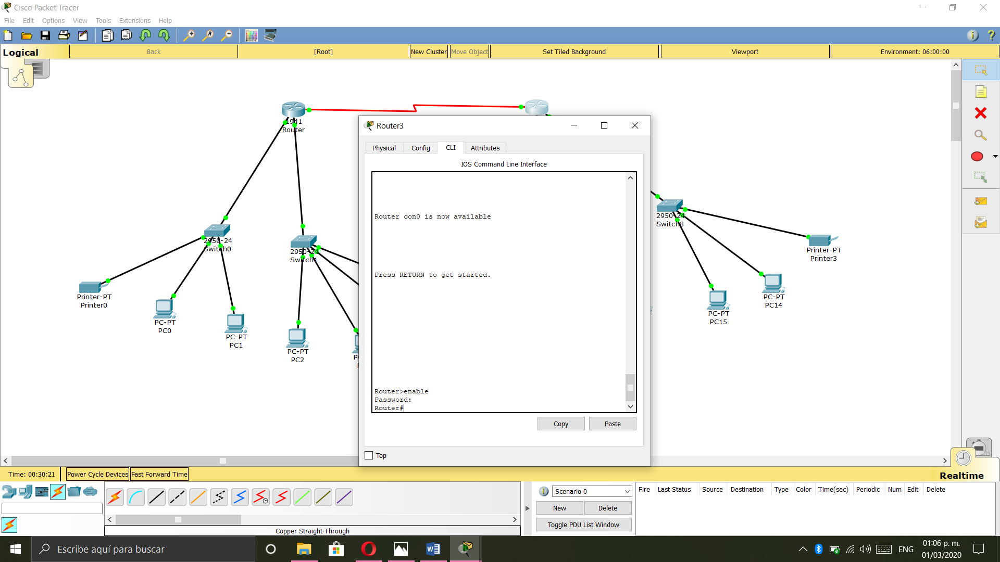 Cisco Packet Tracer
File Edit Options View Tools Extensions Help
Logical
Back
[Root]
New Cluster
Move Object
Set Tiled Background
Viewport
Environment: 06:00:00
1941
Router
Router3
Physical
Config
CLI
Attributes
IOS Command Line Interface
Router con0 is now available
Press RETURN to get started.
Router>enable
Password:
Router#
Copy
Paste
Top
2950-24
Switch0
2950-24
Switch1
2950-24
Switch8
Printer-PT
Printer3
Printer-PT
Printer0
PC-PT
PC0
PC-PT
PC1
PC-PT
PC2
PC-PT
PC15
PC-PT
PC14
Time: 00:30:21
Power Cycle Devices
Fast Forward Time
Realtime
Scenario 0
New
Delete
Toggle PDU List Window
Fire Last Status Source Destination Type Color Time(sec) Periodic Num Edit Delete
Copper Straight-Through
Escribe aquí para buscar
ENG
01:06 p. m.
01/03/2020